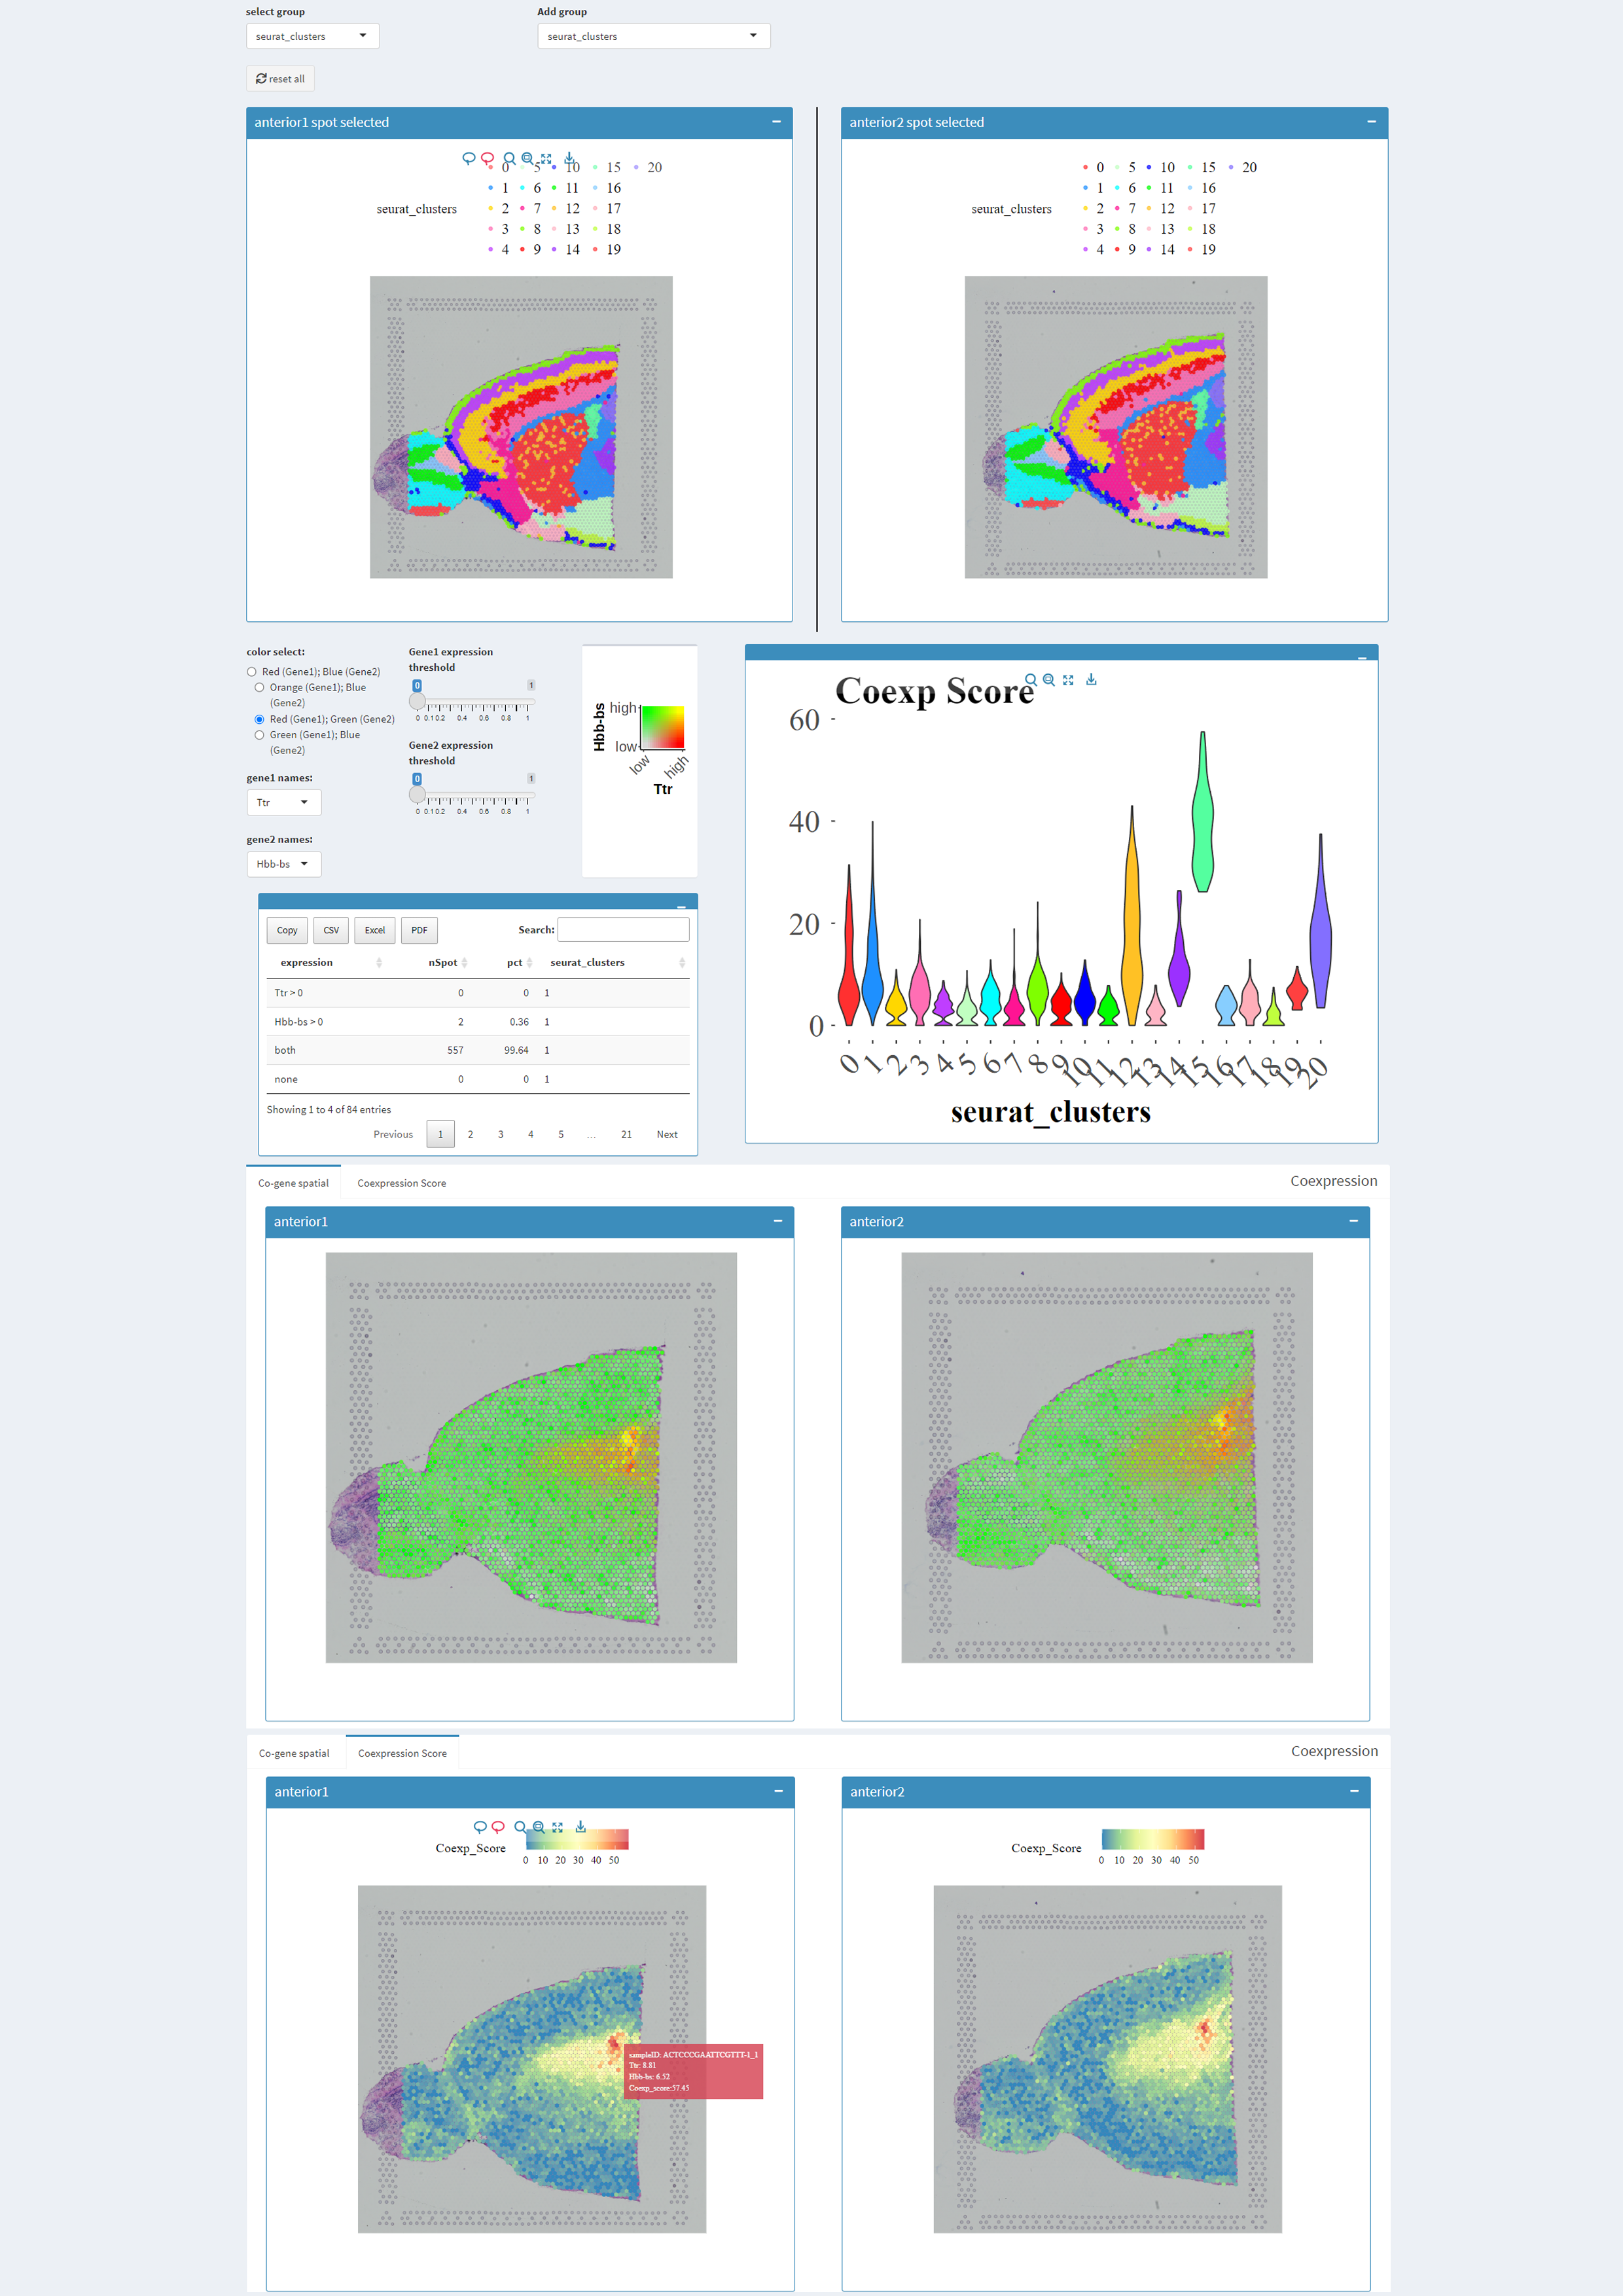 select group
Add group
seurat_clusters
seurat_clusters
reset all
anterior1 spot selected
anterior2 spot selected
seurat_clusters
0 5 10 15 20
1 6 11 16
2 7 12 17
3 8 13 18
4 9 14 19
seurat_clusters
0 5 10 15 20
1 6 11 16
2 7 12 17
3 8 13 18
4 9 14 19
color select:
Red (Gene1); Blue (Gene2)
Orange (Gene1); Blue
(Gene2)
Red (Gene1); Green (Gene2)
Green (Gene1); Blue
(Gene2)
gene1 names:
Ttr
gene2 names:
Hbb-bs
Gene1 expression
threshold
0 1
0 0.1 0.2 0.4 0.6 0.8 1
Gene2 expression
threshold
0 1
0 0.1 0.2 0.4 0.6 0.8 1
Hbb-bs
high
low
low high
Ttr
Copy CSV Excel PDF Search:
expression nSpot pct seurat_clusters
Ttr > 0 0 0 1
Hbb-bs > 0 2 0.36 1
both 557 99.64 1
none 0 0 1
Showing 1 to 4 of 84 entries
Previous 1 2 3 4 5 … 21 Next
Coexp Score
60
40
20
0
0 1 2 3 4 5 6 7 8 9 10 11 12 13 14 15 16 17 18 19 20
seurat_clusters
Co-gene spatial Coexpression Score Coexpression
anterior1
anterior2
Co-gene spatial Coexpression Score Coexpression
anterior1
anterior2
Coexp_Score
0 10 20 30 40 50
Coexp_Score
0 10 20 30 40 50
sampleID: ACTCCCGAATTCGTTT-1_1
Ttr: 8.81
Hbb-bs: 6.52
Coexp_score:57.45